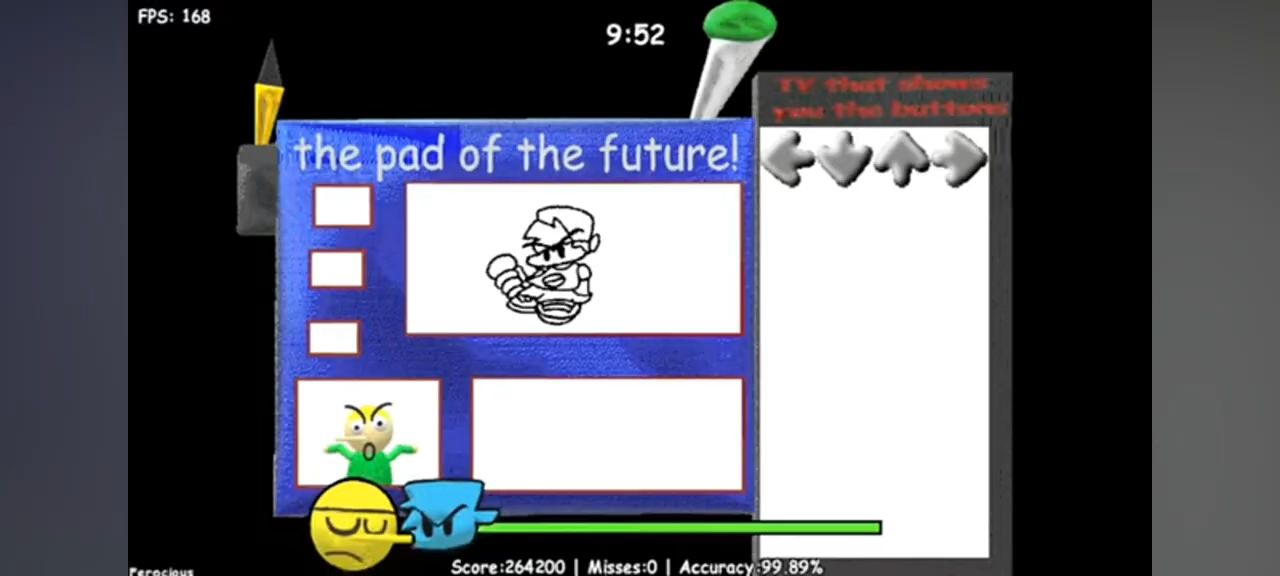 FPS: 168
9:52
TV that shows
you the buttons
the pad of the future!
Score:264200 | Misses:0 | Accuracy:99.89%
Ferocious